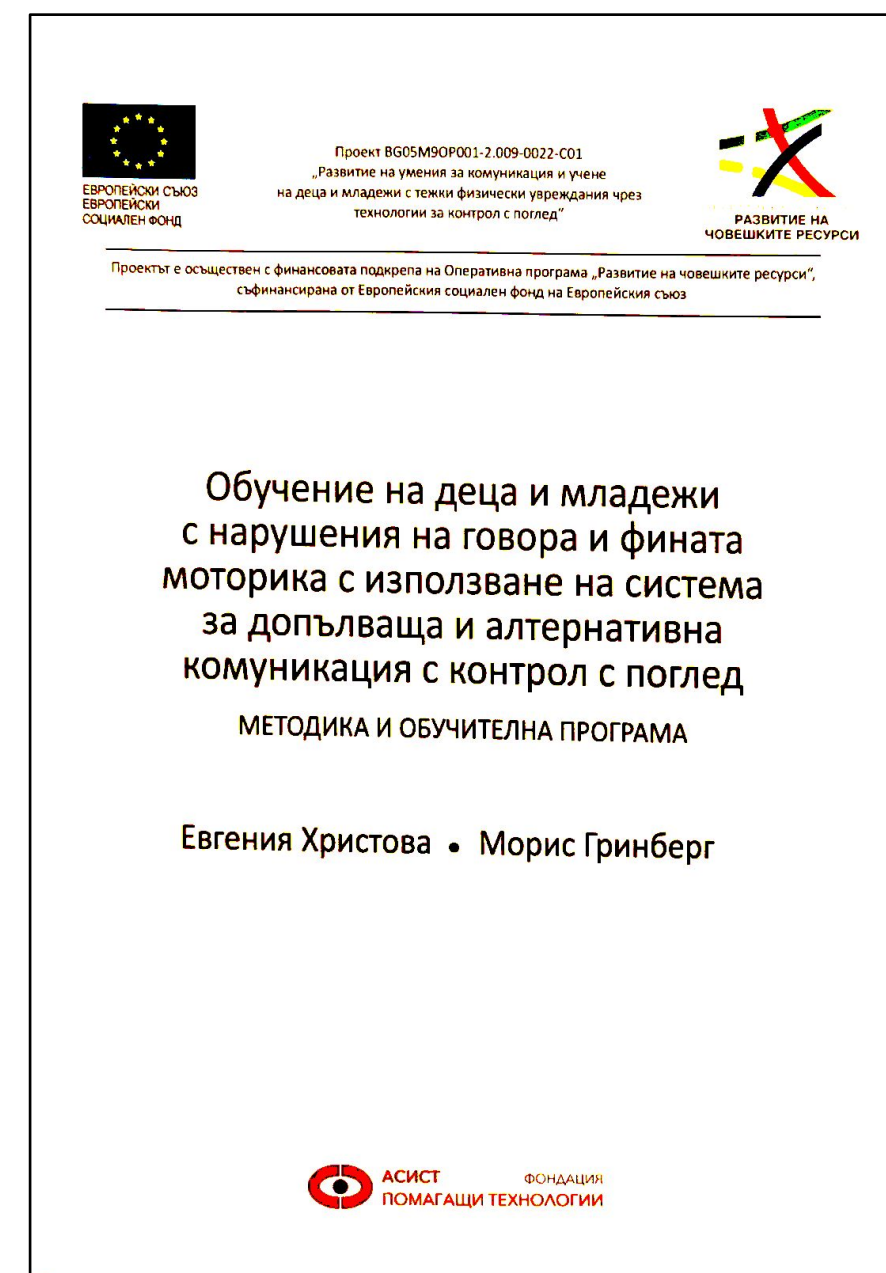 ЕВРОПЕЙСКИ СЪЮЗ
ЕВРОПЕЙСКИ
СОЦИАЛЕН ФОНД
Проект BG05M9OP001-2.009-0022-C01
„Развитие на умения за комуникация и учене
на деца и младежи с тежки физически увреждания чрез
технологии за контрол с поглед“
РАЗВИТИЕ НА
ЧОВЕШКИТЕ РЕСУРСИ
Проектът е осъществен с финансовата подкрепа на Оперативна програма „Развитие на човешките ресурси“,
съфинансирана от Европейския социален фонд на Европейския съюз
Обучение на деца и младежи
с нарушения на говора и фината
моторика с използване на система
за допълваща и алтернативна
комуникация с контрол с поглед
МЕТОДИКА И ОБУЧИТЕЛНА ПРОГРАМА
Евгения Христова • Морис Гринберг
АСИСТ ФОНДАЦИЯ
ПОМАГАЩИ ТЕХНОЛОГИИ